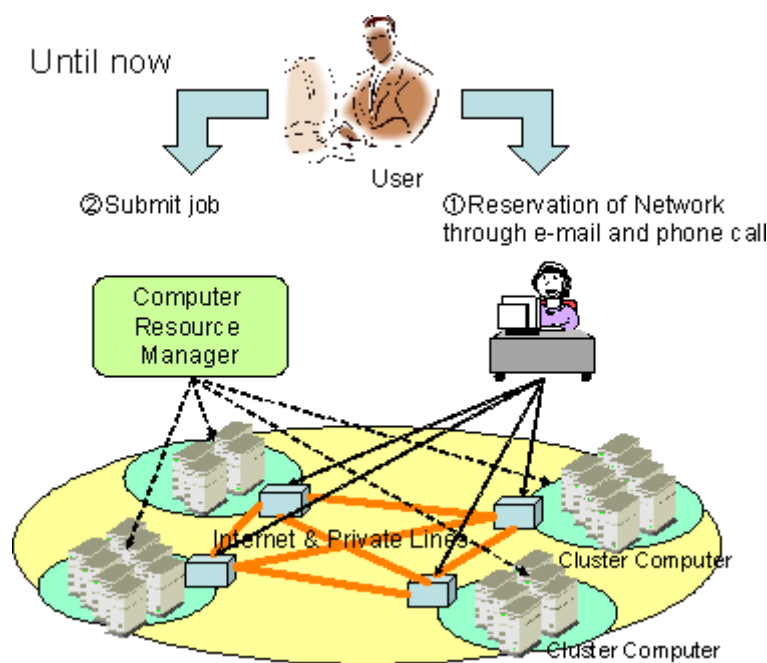 Until now
User
②Submit job
①Reservation of Network
through e-mail and phone call
Computer
Resource
Manager
Internet & Private Lines
Cluster Computer
Cluster Computer